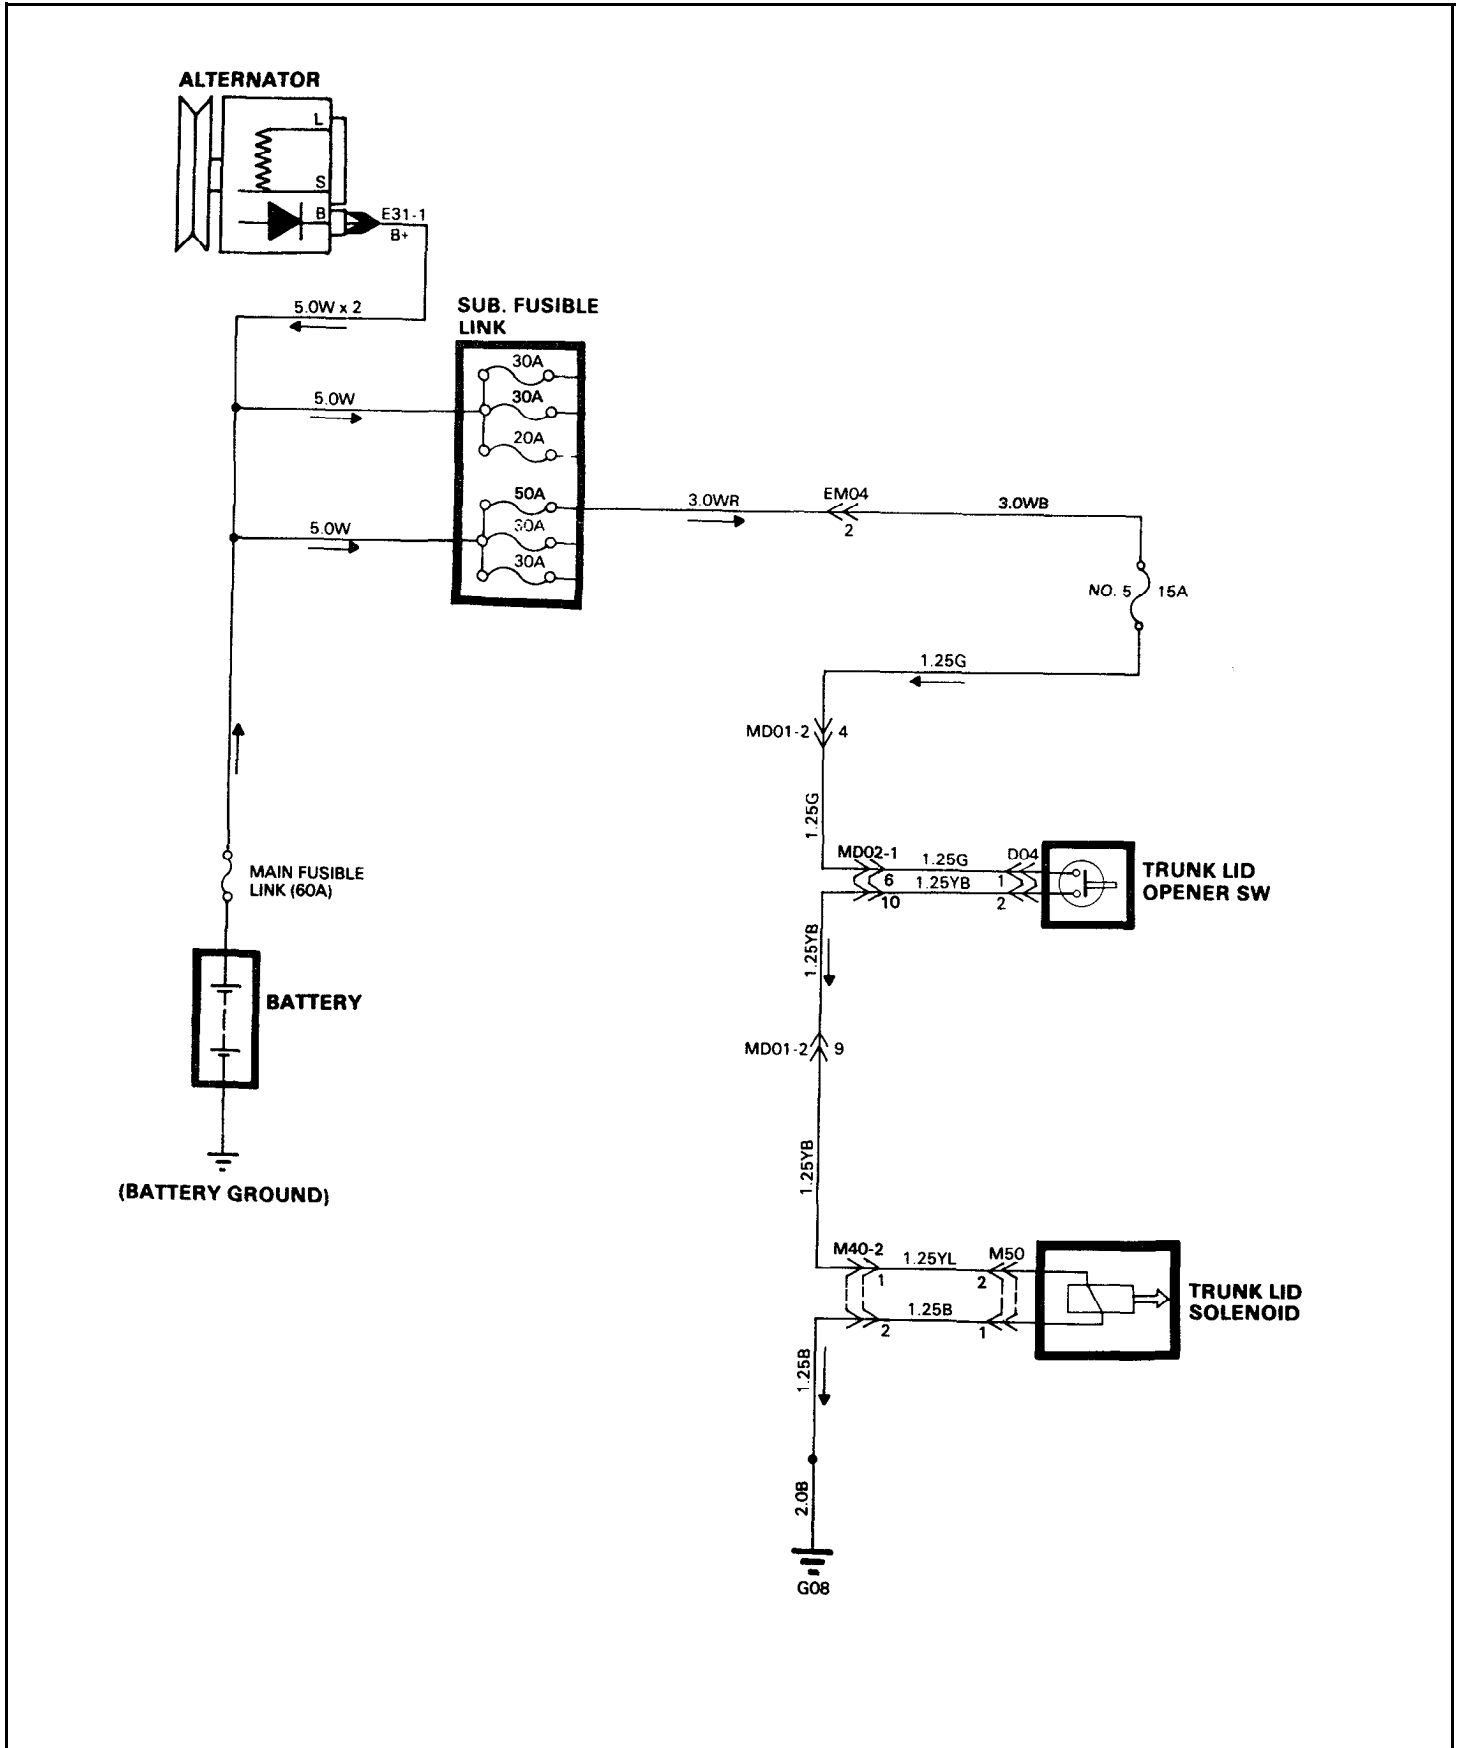 ALTERNATOR
L
S
B
E31-1
B+
5.0W x 2
SUB. FUSIBLE
LINK
30A
5.0W
30A
20A
50A
3.0WR
EM04
2
3.0WB
5.0W
30A
30A
NO. 5
15A
1.25G
MD01-2
4
1.25G
MAIN FUSIBLE
LINK (60A)
MD02-1
1.25G
D04
6
1.25YB
1
10
2
TRUNK LID
OPENER SW
1.25YB
BATTERY
MD01-2
9
1.25YB
(BATTERY GROUND)
M40-2
1.25YL
M50
1
2
1.25B
2
1
TRUNK LID
SOLENOID
1.25B
2.0B
G08